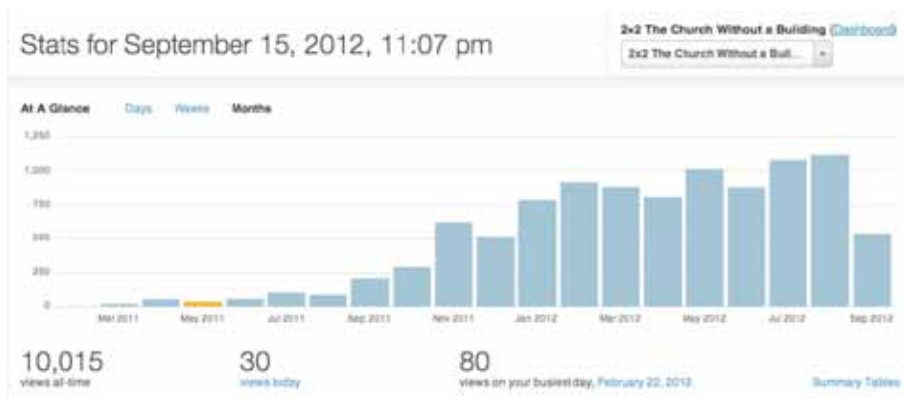 Stats for September 15, 2012, 11:07 pm
2x2 The Church Without a Building (Dashboard)
2x2 The Church Without a Buil...
At A Glance Days Weeks Months
1,250
1,000
750
500
250
0
Mar 2011 May 2011 Jul 2011 Sep 2011 Nov 2011 Jan 2012 Mar 2012 May 2012 Jul 2012 Sep 2012
10,015 30 80
views all-time views today views on your busiest day, February 22, 2012 Summary Tables